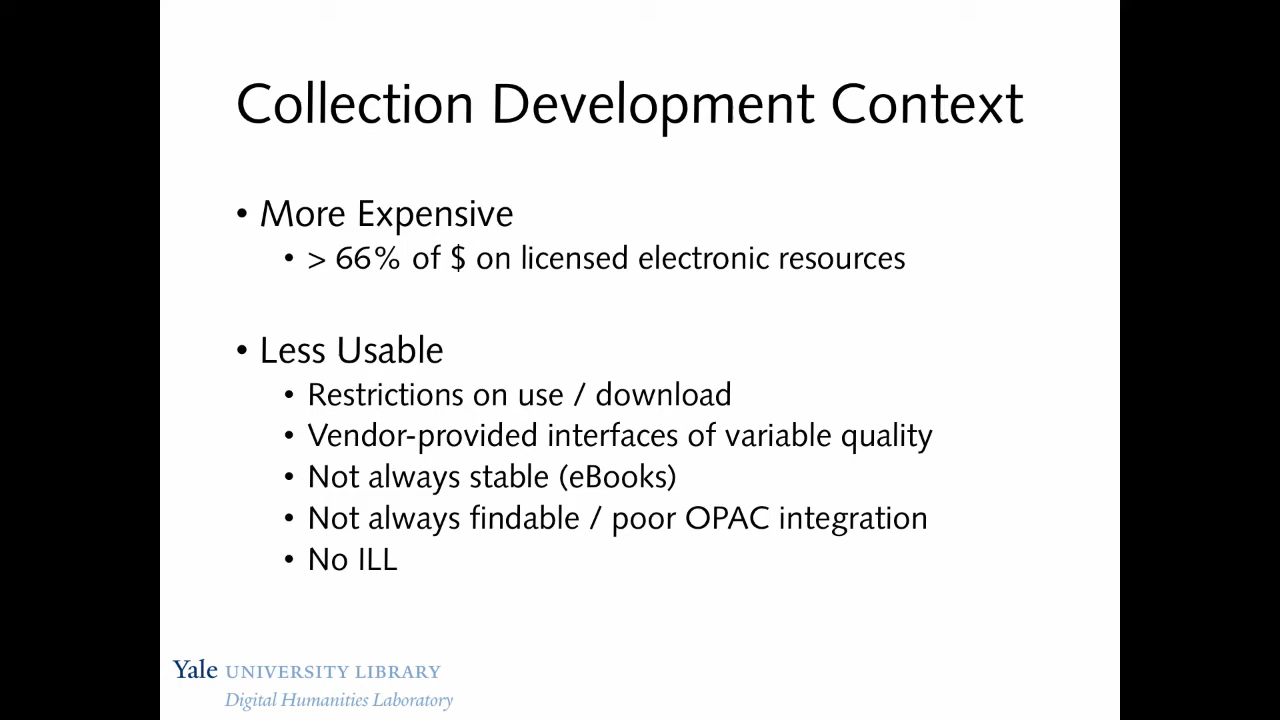 Collection Development Context
• More Expensive
• > 66% of $ on licensed electronic resources
• Less Usable
• Restrictions on use / download
• Vendor-provided interfaces of variable quality
• Not always stable (eBooks)
• Not always findable / poor OPAC integration
• No ILL
Yale UNIVERSITY LIBRARY
Digital Humanities Laboratory